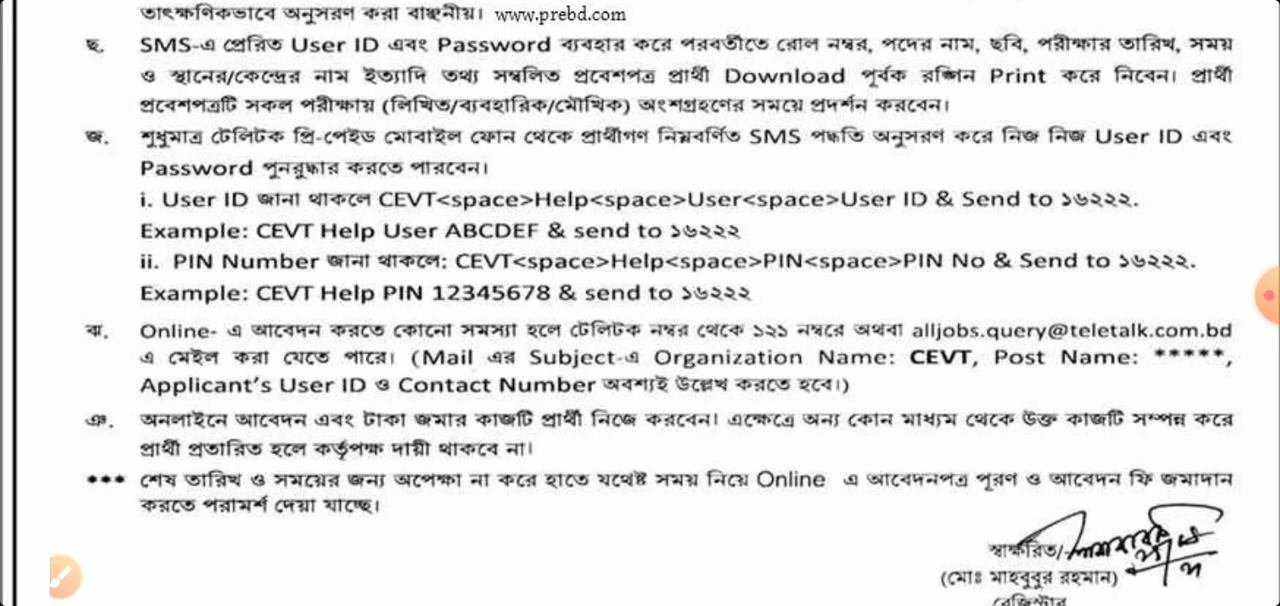 তাৎক্ষণিকভাবে অনুসরণ করা বাঞ্ছনীয়। www.prebd.com
ছ. SMS-এ প্রেরিত User ID এবং Password ব্যবহার করে পরবর্তীতে রোল নম্বর, পদের নাম, ছবি, পরীক্ষার তারিখ, সময়
ও স্থানের/কেন্দ্রের নাম ইত্যাদি তথ্য সম্বলিত প্রবেশপত্র প্রার্থী Download পূর্বক রঙ্গিন Print করে নিবেন। প্রার্থী
প্রবেশপত্রটি সকল পরীক্ষায় (লিখিত/ব্যবহারিক/মৌখিক) অংশগ্রহণের সময়ে প্রদর্শন করবেন।
জ. শুধুমাত্র টেলিটক প্রি-পেইড মোবাইল ফোন থেকে প্রার্থীগণ নিম্নবর্ণিত SMS পদ্ধতি অনুসরণ করে নিজ নিজ User ID এবং
Password পুনরুদ্ধার করতে পারবেন।
i. User ID জানা থাকলে CEVT<space>Help<space>User<space>User ID & Send to ১৬২২২.
Example: CEVT Help User ABCDEF & send to ১৬২২২
ii. PIN Number জানা থাকলে: CEVT<space>Help<space>PIN<space>PIN No & Send to ১৬২২২.
Example: CEVT Help PIN 12345678 & send to ১৬২২২
ঝ. Online- এ আবেদন করতে কোনো সমস্যা হলে টেলিটক নম্বর থেকে ১২১ নম্বরে অথবা alljobs.query@teletalk.com.bd
এ মেইল করা যেতে পারে। (Mail এর Subject-এ Organization Name: CEVT, Post Name: *****,
Applicant's User ID ও Contact Number অবশ্যই উল্লেখ করতে হবে।)
ঞ. অনলাইনে আবেদন এবং টাকা জমার কাজটি প্রার্থী নিজে করবেন। এক্ষেত্রে অন্য কোন মাধ্যম থেকে উক্ত কাজটি সম্পন্ন করে
প্রার্থী প্রতারিত হলে কর্তৃপক্ষ দায়ী থাকবে না।
*** শেষ তারিখ ও সময়ের জন্য অপেক্ষা না করে হাতে যথেষ্ট সময় নিয়ে Online এ আবেদনপত্র পূরণ ও আবেদন ফি জমাদান
করতে পরামর্শ দেয়া যাচ্ছে।
স্বাক্ষরিত/-
(মোঃ মাহবুবুর রহমান)
রেজিস্টার